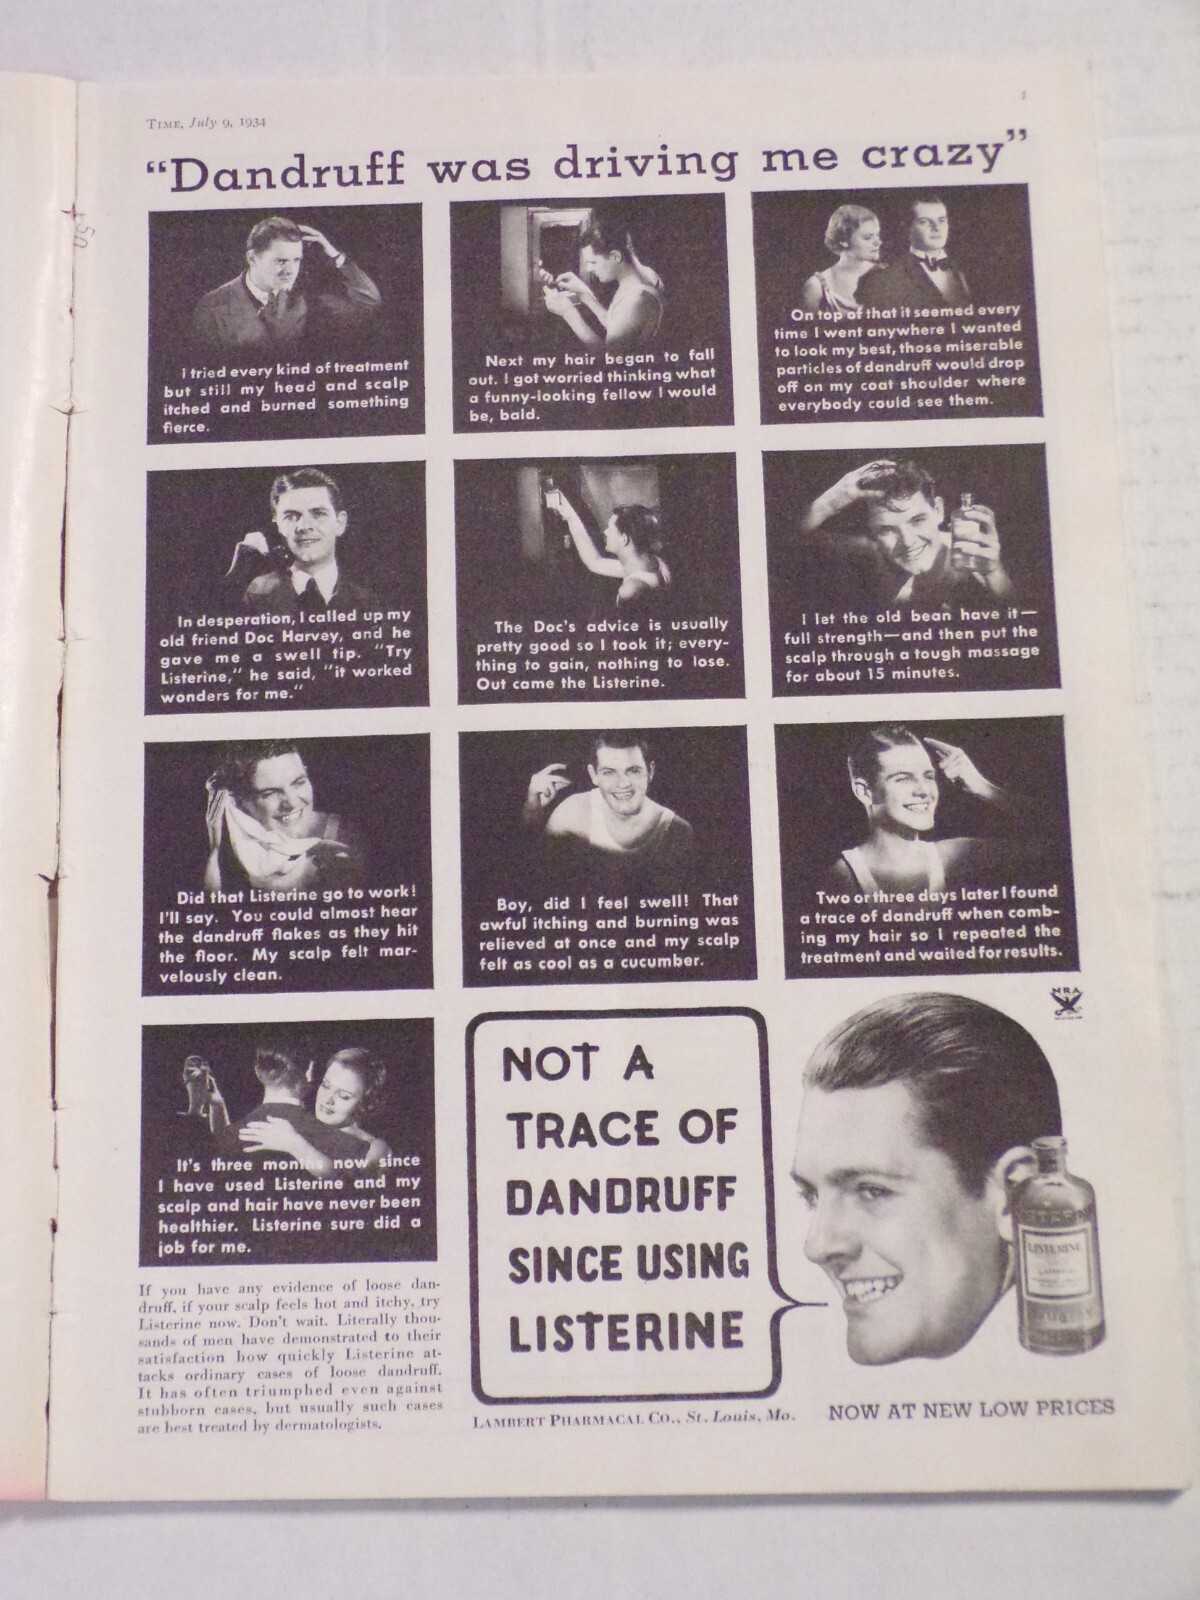 TIME, July 9, 1934
1
50
"Dandruff was driving me crazy"
I tried every kind of treatment
but still my head and scalp
itched and burned something
fierce.
Next my hair began to fall
out. I got worried thinking what
a funny-looking fellow I would
be, bald.
On top of that it seemed every
time I went anywhere I wanted
to look my best, those miserable
particles of dandruff would drop
off on my coat shoulder where
everybody could see them.
In desperation, I called up my
old friend Doc Harvey, and he
gave me a swell tip. "Try
Listerine," he said, "it worked
wonders for me."
The Doc's advice is usually
pretty good so I took it; every-
thing to gain, nothing to lose.
Out came the Listerine.
I let the old bean have it—
full strength—and then put the
scalp through a tough massage
for about 15 minutes.
Did that Listerine go to work!
I'll say. You could almost hear
the dandruff flakes as they hit
the floor. My scalp felt mar-
velously clean.
Boy, did I feel swell! That
awful itching and burning was
relieved at once and my scalp
felt as cool as a cucumber.
Two or three days later I found
a trace of dandruff when comb-
ing my hair so I repeated the
treatment and waited for results.
It's three months now since
I have used Listerine and my
scalp and hair have never been
healthier. Listerine sure did a
job for me.
If you have any evidence of loose dan-
druff, if your scalp feels hot and itchy, try
Listerine now. Don't wait. Literally thou-
sands of men have demonstrated to their
satisfaction how quickly Listerine at-
tacks ordinary cases of loose dandruff.
It has often triumphed even against
stubborn cases, but usually such cases
are best treated by dermatologists.
NOT A
TRACE OF
DANDRUFF
SINCE USING
LISTERINE
NRA
LISTERINE
LAMBERT PHARMACAL CO., St. Louis, Mo.
NOW AT NEW LOW PRICES